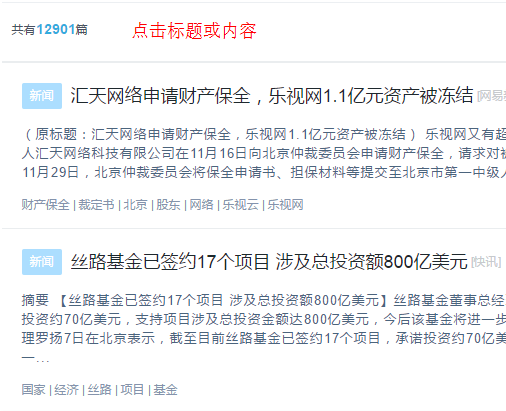 共有12901篇
点击标题或内容
新闻 汇天网络申请财产保全，乐视网1.1亿元资产被冻结 [网易
（原标题：汇天网络申请财产保全，乐视网1.1亿元资产被冻结 ） 乐视网又有超
人汇天网络科技有限公司在11月16日向北京仲裁委员会申请财产保全，请求对被
11月29日，北京仲裁委员会将保全申请书、担保材料等提交至北京市第一中级人
财产保全 | 裁定书 | 北京 | 股东 | 网络 | 乐视云 | 乐视网
新闻 丝路基金已签约17个项目 涉及总投资额800亿美元 [快讯]
摘要 【丝路基金已签约17个项目 涉及总投资额800亿美元】丝路基金董事总经
投资约70亿美元，支持项目涉及总投资金额达800亿美元，今后该基金将进一步
理罗扬7日在北京表示，截至目前丝路基金已签约17个项目，承诺投资约70亿美
一…
国家 | 经济 | 丝路 | 项目 | 基金